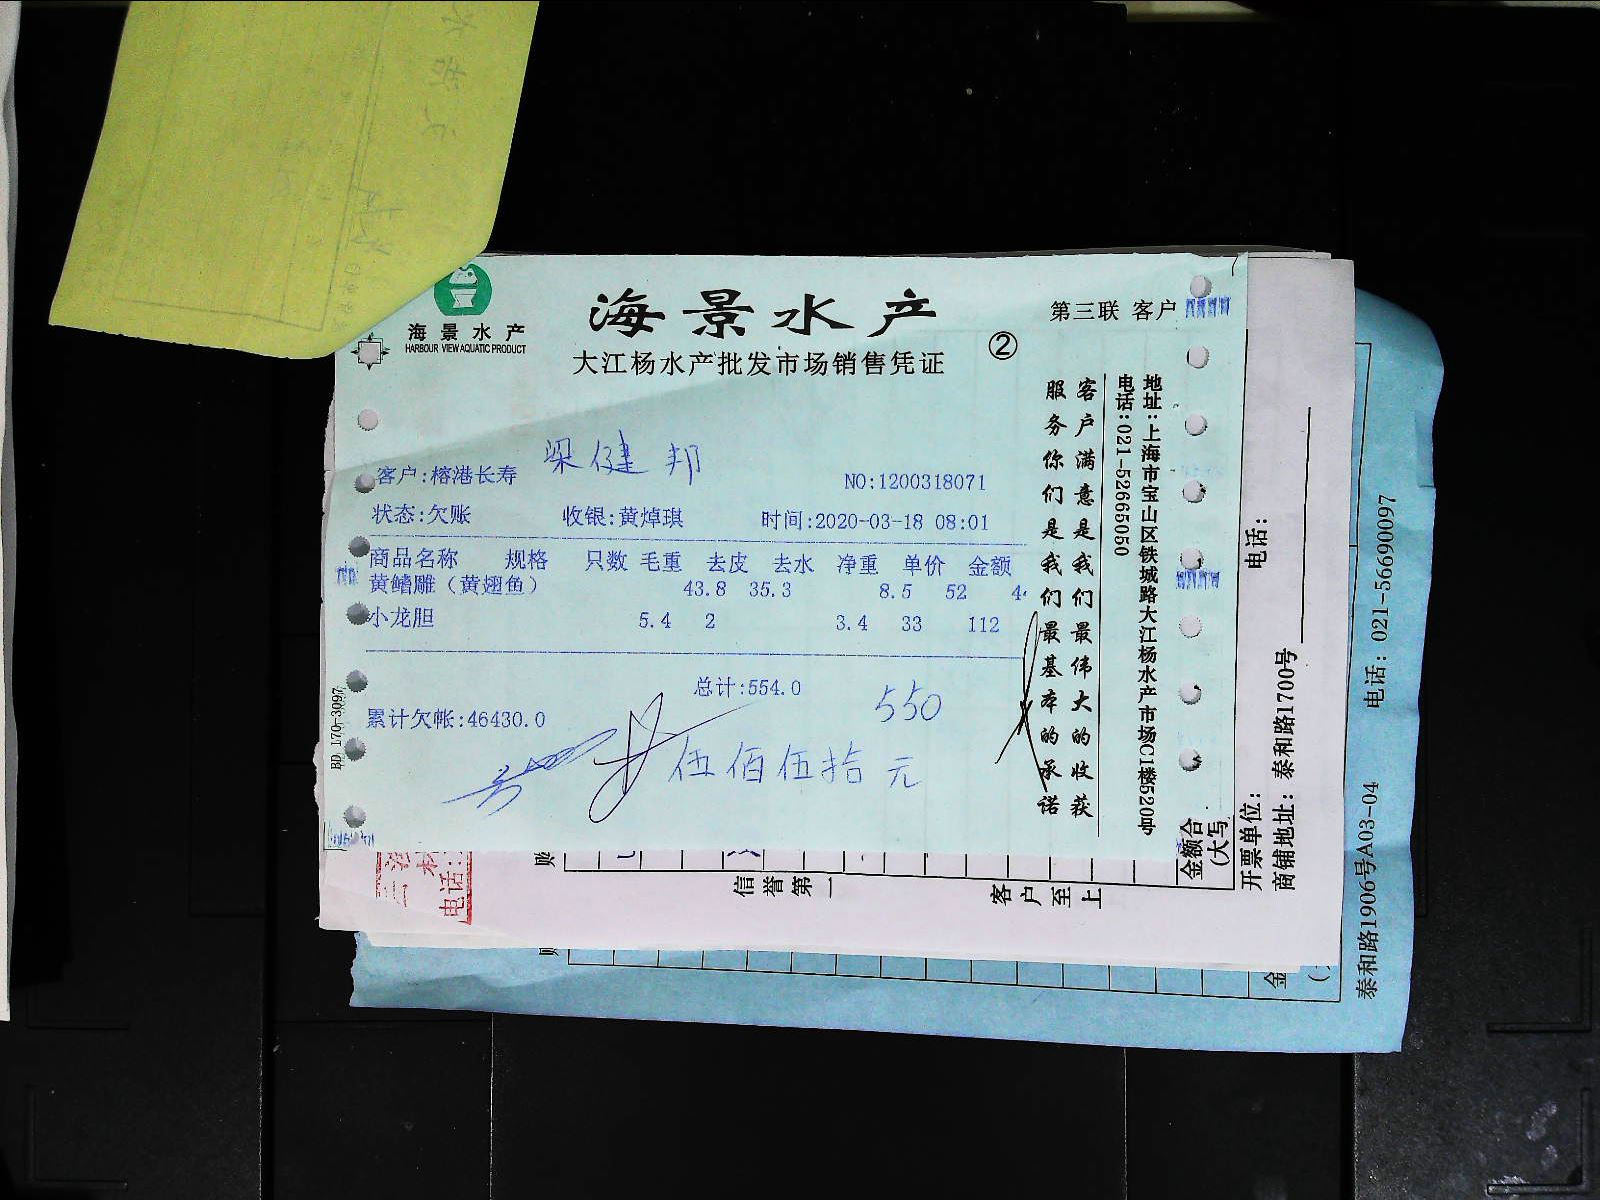 海景水产
HARBOUR VIEW AQUATIC PRODUCT
海景水产
大江杨水产批发市场销售凭证
②
第三联 客户
客户:榕港长寿
梁健邦
NO:1200318071
状态:欠账 收银:黄焯琪 时间:2020-03-18 08:01
商品名称 规格 只数 毛重 去皮 去水 净重 单价 金额
黄鳍雕（黄翅鱼） 43.8 35.3 8.5 52 4
小龙胆 5.4 2 3.4 33 112
总计:554.0
550
累计欠帐:46430.0
伍佰伍拾元
客户满意是我们最伟大的收获
服务你们是我们最基本的承诺
地址:上海市宝山区铁城路大江杨水产市场C1楼520号
电话:021-52665050
BD 170-3097
电话:
信誉第一
客户至上
金额合
(大写
开票单位:
商铺地址: 泰和路1700号
电话:
泰和路1906号A03-04 电话: 021-56690097
金